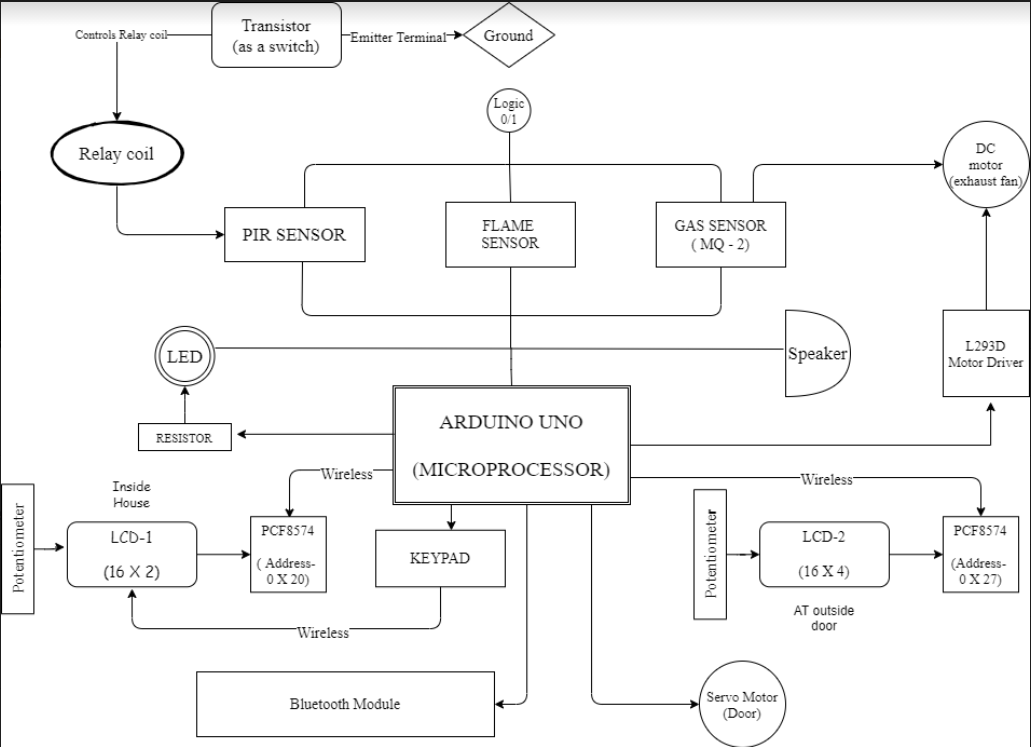 Transistor
(as a switch)
Controls Relay coil
Emitter Terminal
Ground
Logic
0/1
Relay coil
DC
motor
(exhaust fan)
PIR SENSOR
FLAME
SENSOR
GAS SENSOR
( MQ - 2)
LED
Speaker
L293D
Motor Driver
RESISTOR
ARDUINO UNO
(MICROPROCESSOR)
Wireless
Wireless
Inside
House
Potentiometer
LCD-1
(16 X 2)
PCF8574
( Address-
0 X 20)
KEYPAD
Potentiometer
LCD-2
(16 X 4)
PCF8574
(Address-
0 X 27)
AT outside
door
Wireless
Bluetooth Module
Servo Motor
(Door)